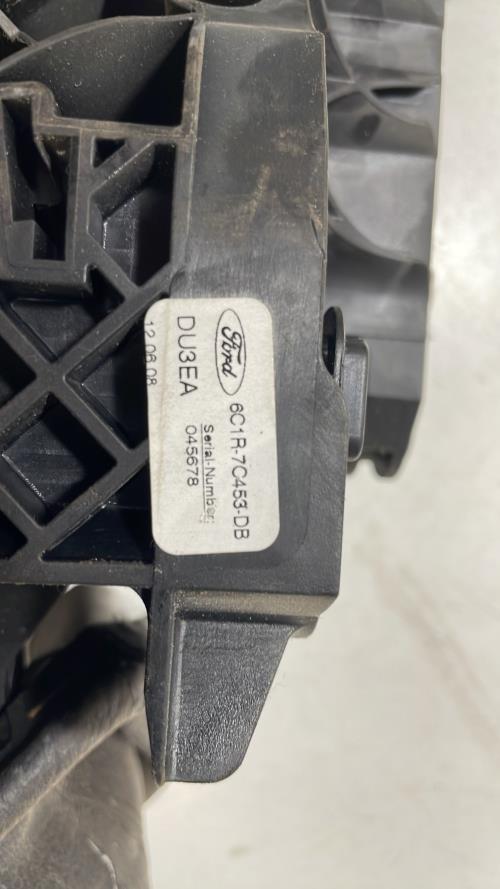 Ford 6C1R-7C453-DB
Serial-Number:
DU3EA 045678
12.06.08